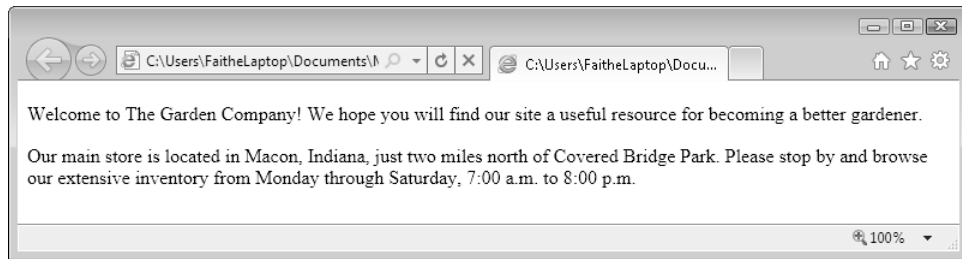 C:\Users\FaitheLaptop\Documents\M
C:\Users\FaitheLaptop\Docu...
Welcome to The Garden Company! We hope you will find our site a useful resource for becoming a better gardener.
Our main store is located in Macon, Indiana, just two miles north of Covered Bridge Park. Please stop by and browse
our extensive inventory from Monday through Saturday, 7:00 a.m. to 8:00 p.m.
100%